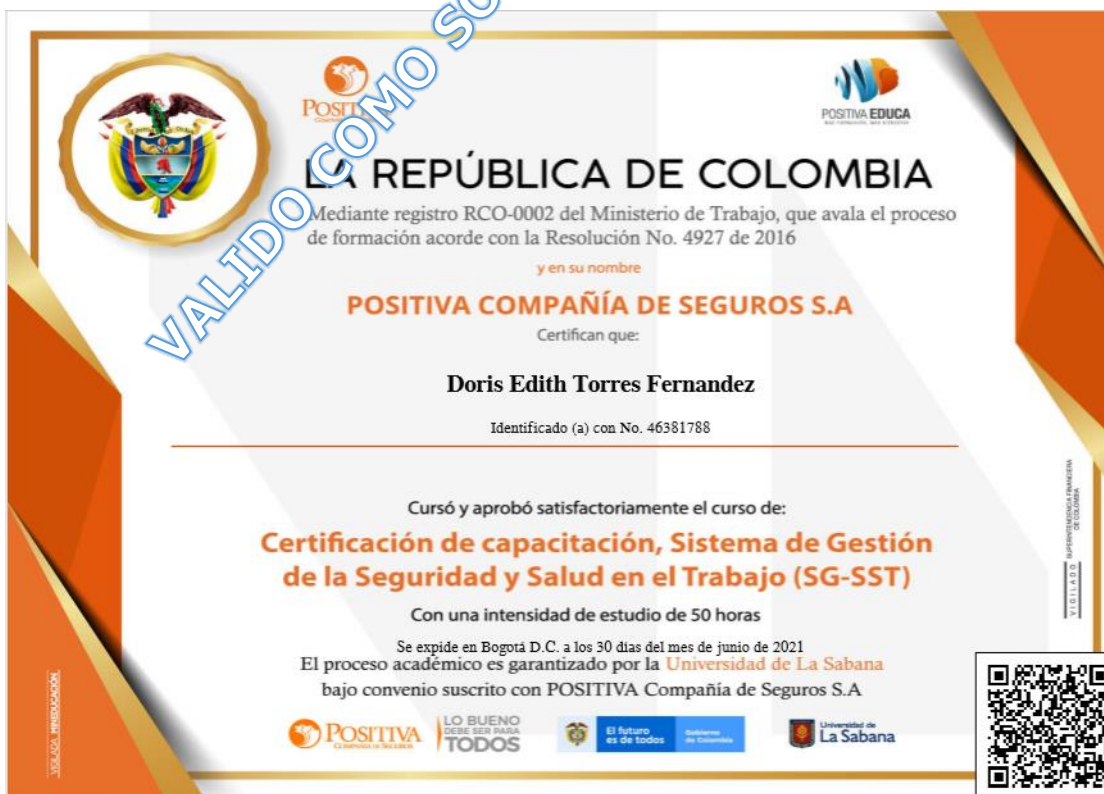 VALIDO COMO SO
POSITIVA
COMPAÑÍA DE SEGUROS
POSITIVA EDUCA
LA REPÚBLICA DE COLOMBIA
Mediante registro RCO-0002 del Ministerio de Trabajo, que avala el proceso
de formación acorde con la Resolución No. 4927 de 2016
y en su nombre
POSITIVA COMPAÑÍA DE SEGUROS S.A
Certifican que:
Doris Edith Torres Fernandez
Identificado (a) con No. 46381788
Cursó y aprobó satisfactoriamente el curso de:
Certificación de capacitación, Sistema de Gestión
de la Seguridad y Salud en el Trabajo (SG-SST)
Con una intensidad de estudio de 50 horas
Se expide en Bogotá D.C. a los 30 dias del mes de junio de 2021
El proceso académico es garantizado por la Universidad de La Sabana
bajo convenio suscrito con POSITIVA Compañía de Seguros S.A
POSITIVA
COMPAÑÍA DE SEGUROS
LO BUENO
DEBE SER PARA
TODOS
El futuro
es de todos
Gobierno
de Colombia
Universidad de
La Sabana
VIGILADA MINEDUCACIÓN
VIGILADO SUPERINTENDENCIA FINANCIERA
DE COLOMBIA